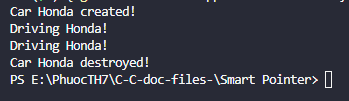 Car Honda created!
Driving Honda!
Driving Honda!
Car Honda destroyed!
PS E:\PhuocTH7\C-C-doc-files-\Smart Pointer>